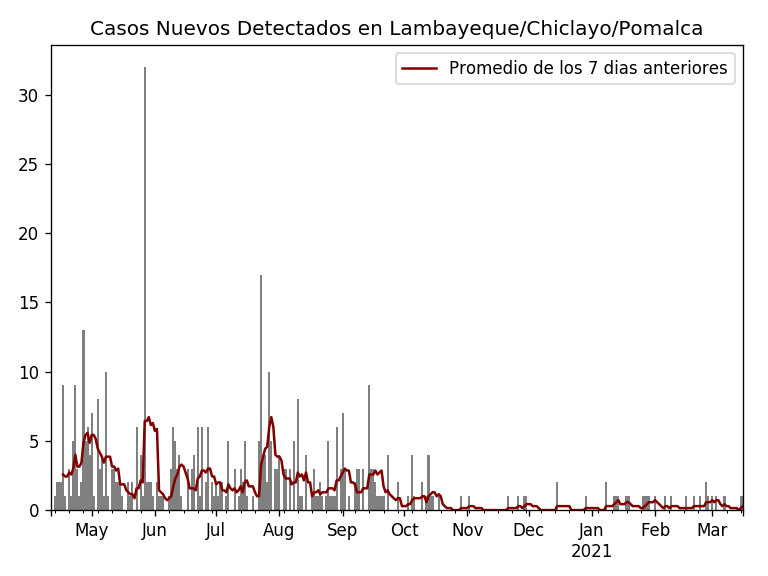 Casos Nuevos Detectados en Lambayeque/Chiclayo/Pomalca
Promedio de los 7 dias anteriores
30
25
20
15
10
5
0
May Jun Jul Aug Sep Oct Nov Dec Jan Feb Mar
2021